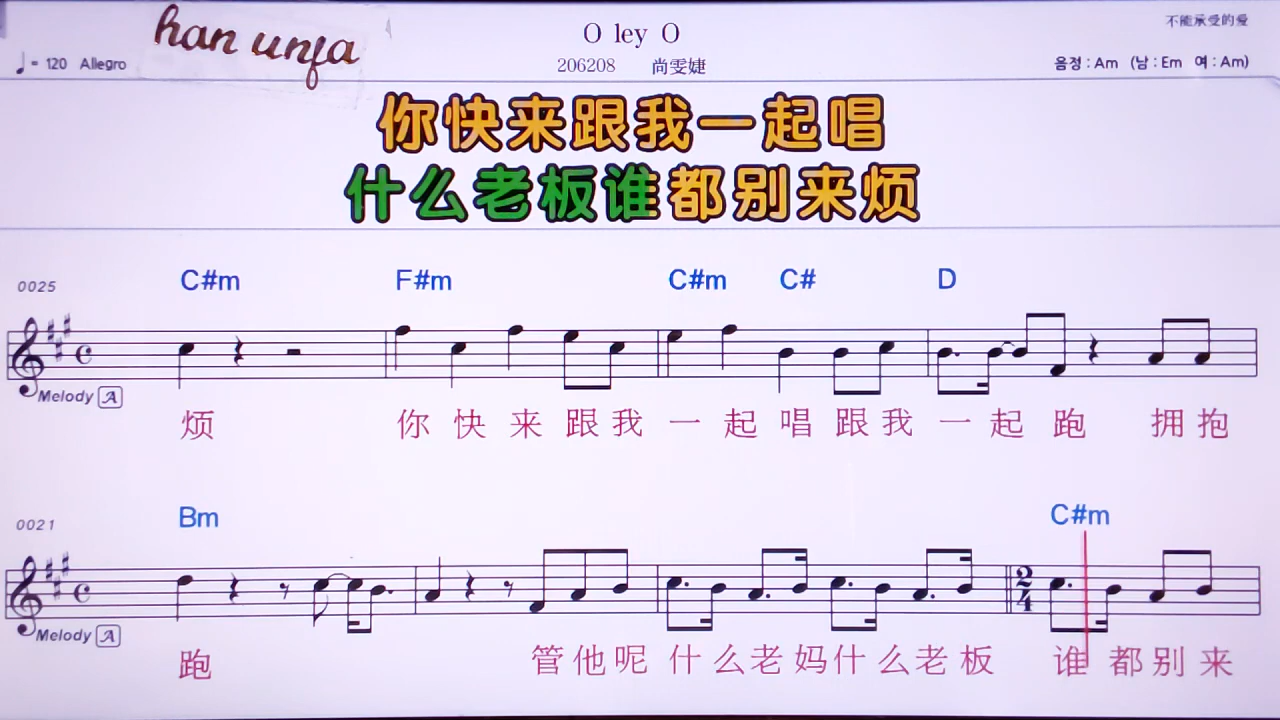 han unfa
O ley O
不能承受的爱
♩= 120 Allegro
206208 尚雯婕
음정 : Am (남 : Em 여 : Am)
你快来跟我一起唱
什么老板谁都别来烦
0025 C#m F#m C#m C# D
Melody A
烦 你 快 来 跟 我 一 起 唱 跟 我 一 起 跑 拥 抱
0021 Bm C#m
2/4
Melody A
跑 管 他 呢 什 么 老 妈 什 么 老 板 谁 都 别 来